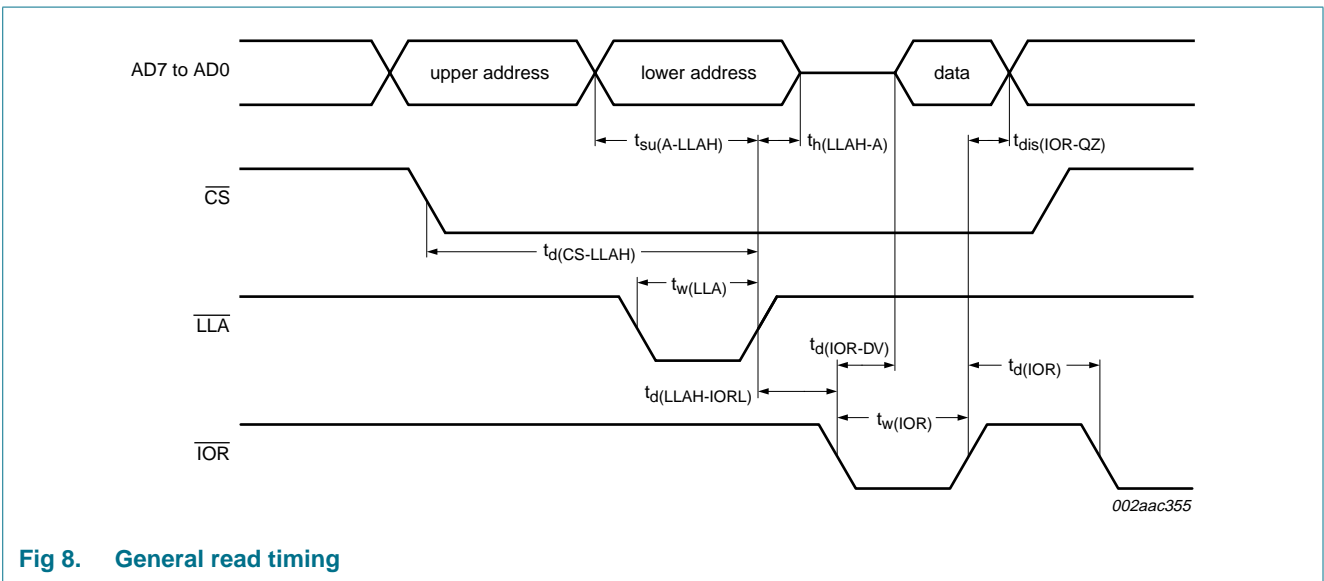 AD7 to AD0
upper address
lower address
data
tsu(A-LLAH)
th(LLAH-A)
tdis(IOR-QZ)
CS
td(CS-LLAH)
tw(LLA)
LLA
td(IOR-DV)
td(IOR)
td(LLAH-IORL)
tw(IOR)
IOR
002aac355
Fig 8. General read timing